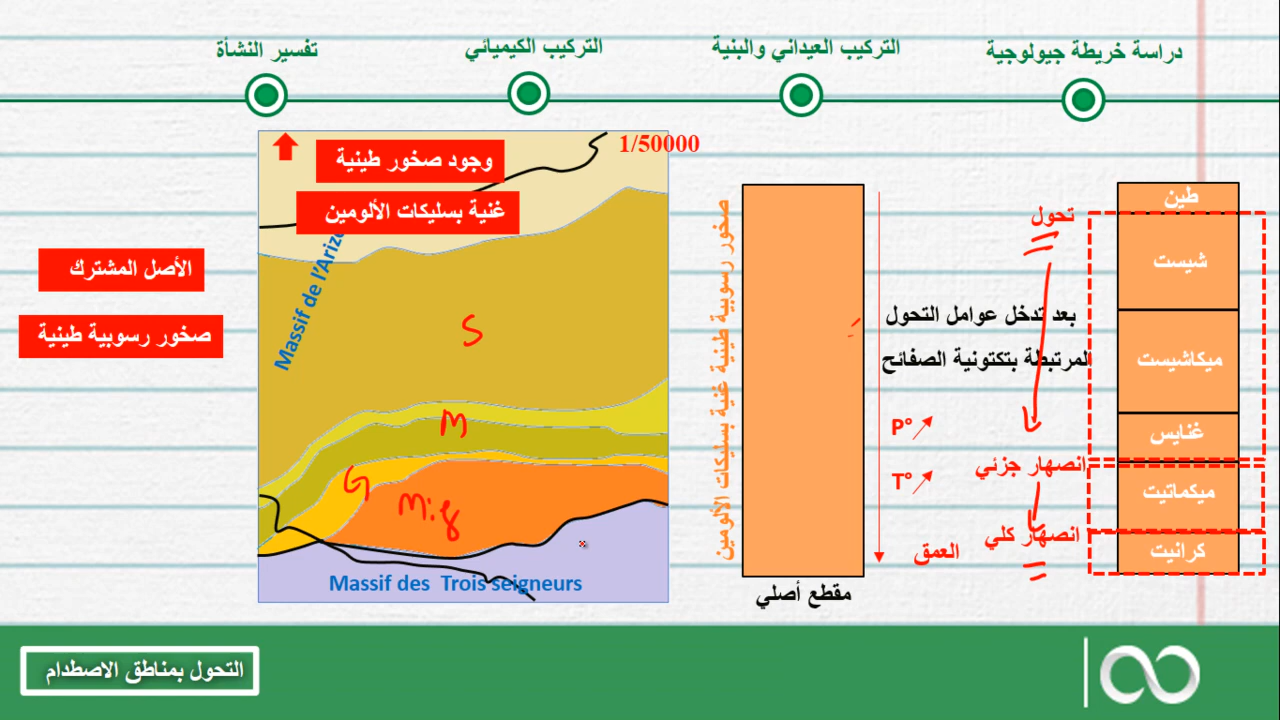 دراسة خريطة جيولوجية
التركيب العيداني والبنية
التركيب الكيميائي
تفسير النشأة
1/50000
وجود صخور طينية
غنية بسليكات الألومين
الأصل المشترك
صخور رسوبية طينية
S
M
G
Mig
Massif de l'Arize
Massif des Trois seigneurs
صخور رسوبية طينية غنية بسليكات الألومين
مقطع أصلي
بعد تدخل عوامل التحول
المرتبطة بتكتونية الصفائح
P°
T°
العمق
تحول
انصهار جزئي
انصهار كلي
طين
شيست
ميكاشيست
غنايس
ميكماتيت
كرانيت
التحول بمناطق الاصطدام